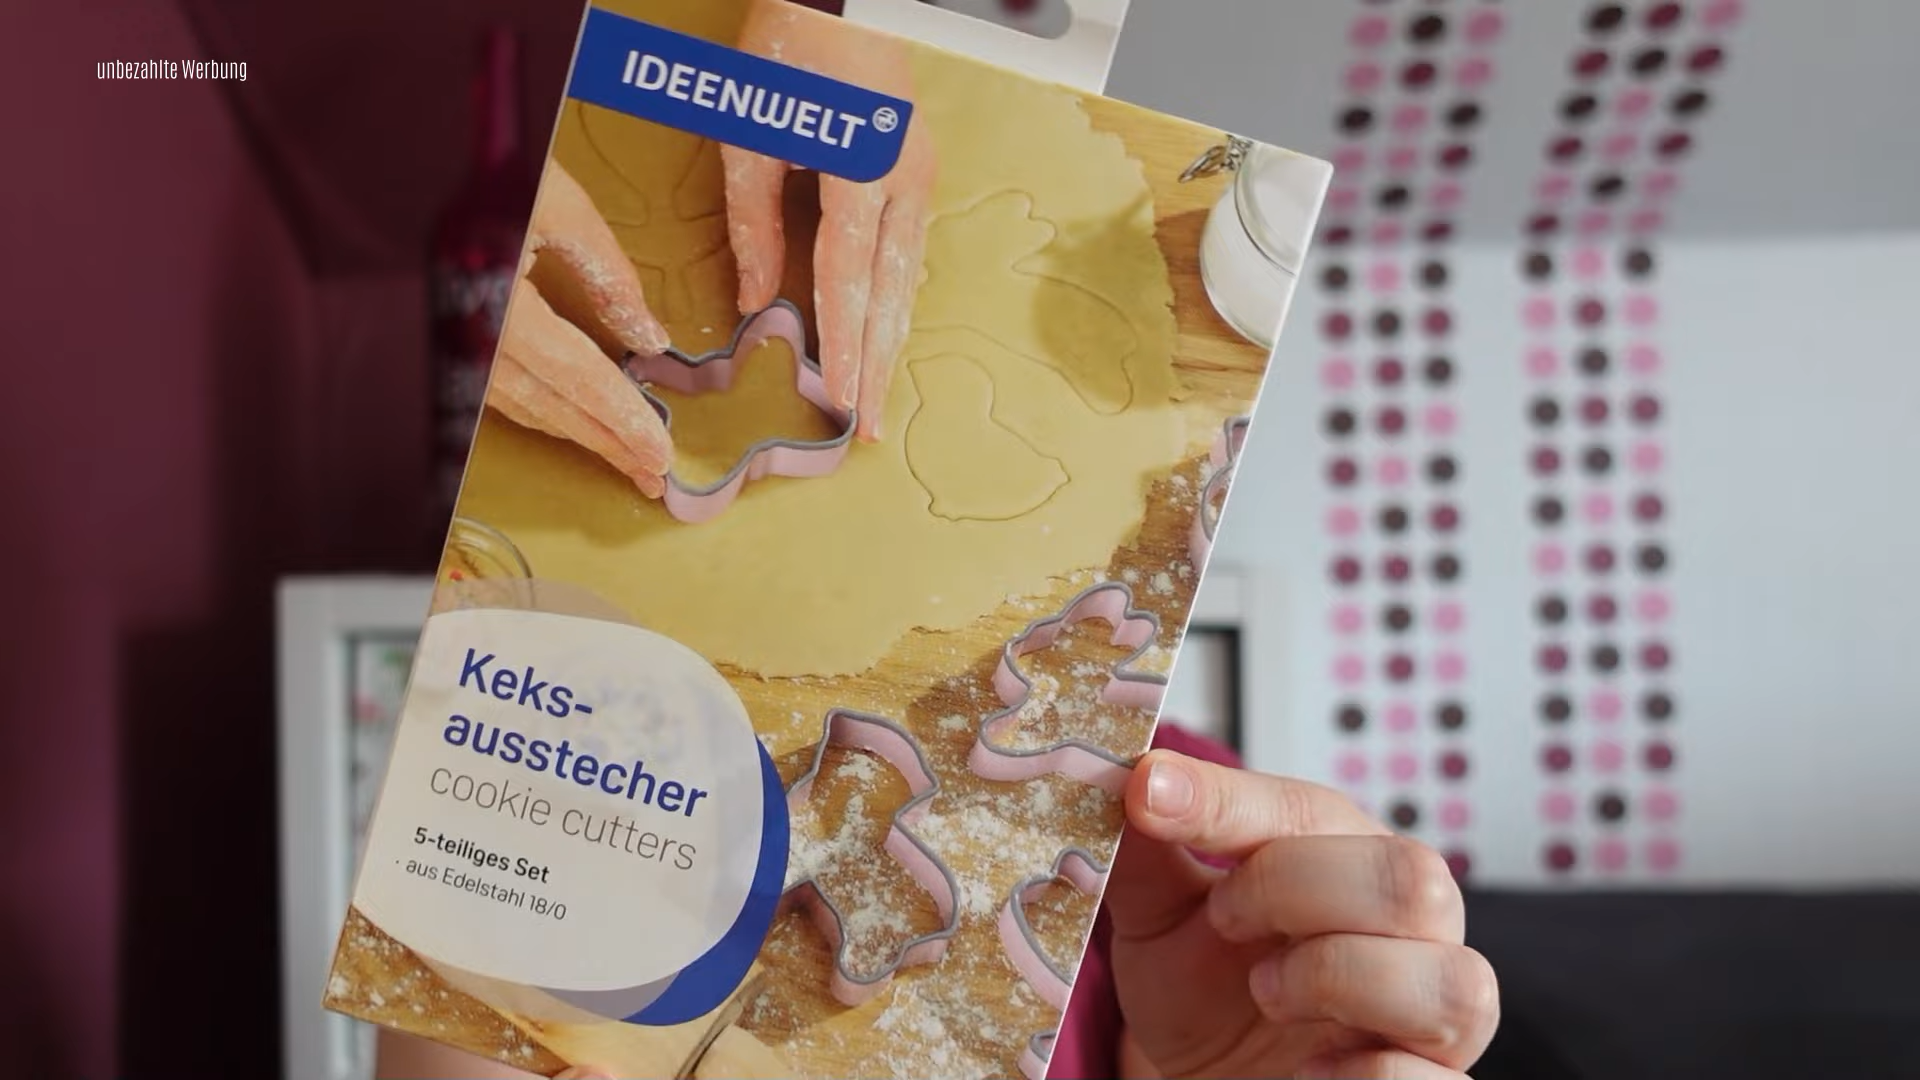 unbezahlte Werbung
IDEENWELT
Keks-
ausstecher
cookie cutters
5-teiliges Set
· aus Edelstahl 18/0